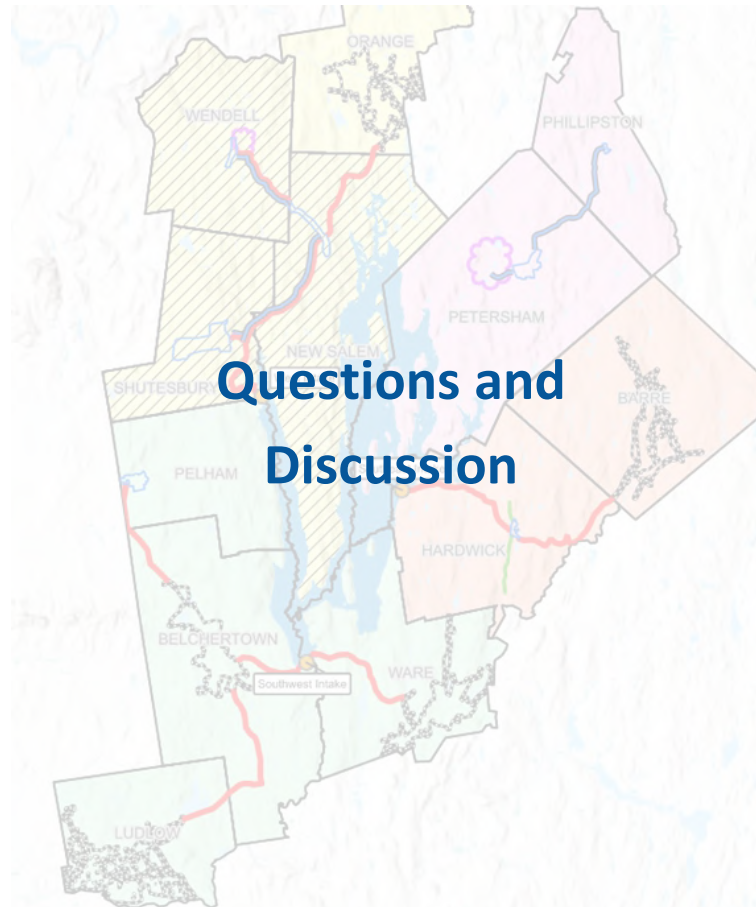 ORANGE
WENDELL
PHILLIPSTON
PETERSHAM
NEW SALEM
Questions and
SHUTESBURY
BARRE
Discussion
PELHAM
HARDWICK
BELCHERTOWN
WARE
Southwest Intake
LUDLOW